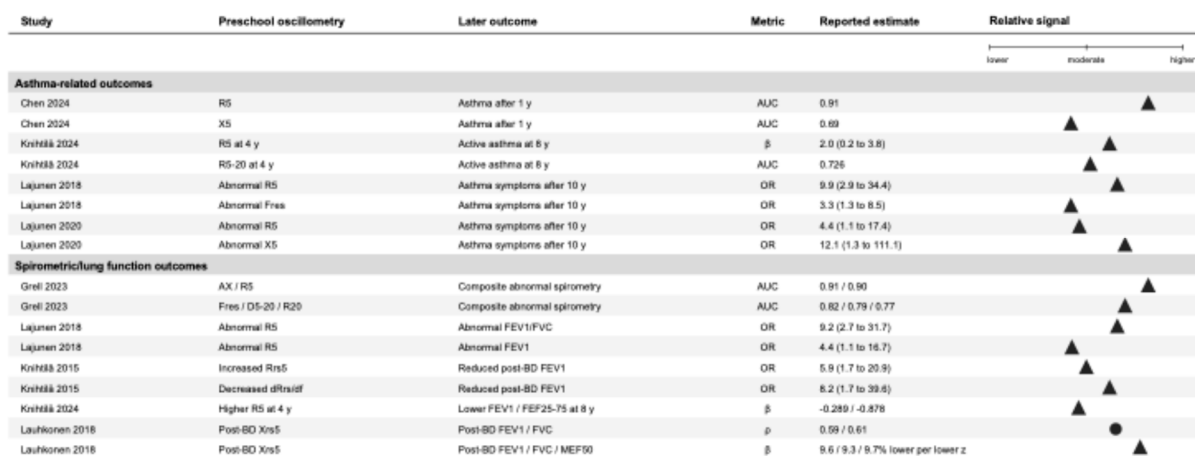 Study Preschool oscillometry Later outcome Metric Reported estimate Relative signal
lower moderate higher
Asthma-related outcomes
Chen 2024 R5 Asthma after 1 y AUC 0.91
Chen 2024 X5 Asthma after 1 y AUC 0.69
Knihtilä 2024 R5 at 4 y Active asthma at 8 y β 2.0 (0.2 to 3.8)
Knihtilä 2024 R5-20 at 4 y Active asthma at 8 y AUC 0.726
Lajunen 2018 Abnormal R5 Asthma symptoms after 10 y OR 9.9 (2.9 to 34.4)
Lajunen 2018 Abnormal Fres Asthma symptoms after 10 y OR 3.3 (1.3 to 8.5)
Lajunen 2020 Abnormal R5 Asthma symptoms after 10 y OR 4.4 (1.1 to 17.4)
Lajunen 2020 Abnormal X5 Asthma symptoms after 10 y OR 12.1 (1.3 to 111.1)
Spirometric/lung function outcomes
Grell 2023 AX / R5 Composite abnormal spirometry AUC 0.91 / 0.90
Grell 2023 Fres / D5-20 / R20 Composite abnormal spirometry AUC 0.82 / 0.79 / 0.77
Lajunen 2018 Abnormal R5 Abnormal FEV1/FVC OR 9.2 (2.7 to 31.7)
Lajunen 2018 Abnormal R5 Abnormal FEV1 OR 4.4 (1.1 to 16.7)
Knihtilä 2015 Increased Rrs5 Reduced post-BD FEV1 OR 5.9 (1.7 to 20.9)
Knihtilä 2015 Decreased dRrs/df Reduced post-BD FEV1 OR 8.2 (1.7 to 39.6)
Knihtilä 2024 Higher R5 at 4 y Lower FEV1 / FEF25-75 at 8 y β -0.289 / -0.878
Lauhkonen 2018 Post-BD Xrs5 Post-BD FEV1 / FVC ρ 0.59 / 0.61
Lauhkonen 2018 Post-BD Xrs5 Post-BD FEV1 / FVC / MEF50 β 9.6 / 9.3 / 9.7% lower per lower z